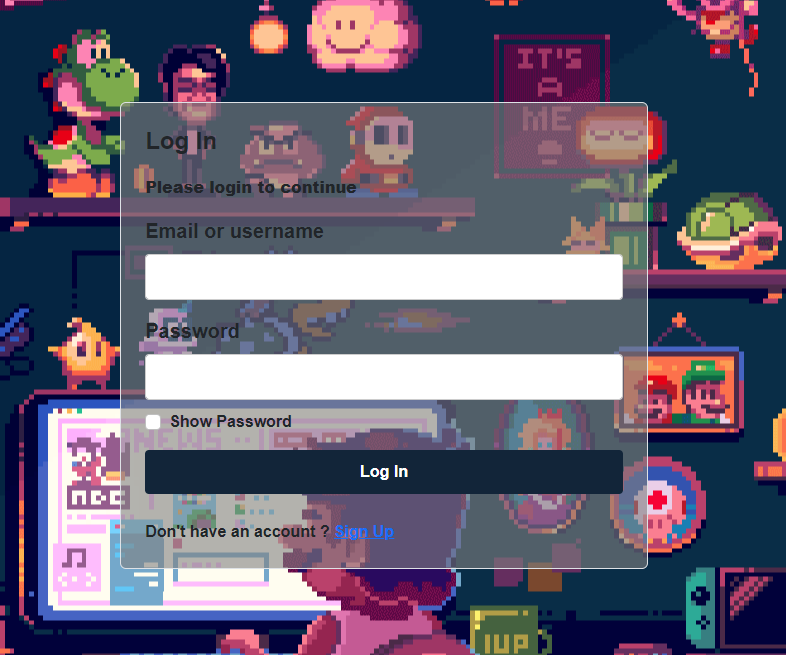 IT'S
A
ME
Log In
Please login to continue
Email or username
Password
Show Password
NEWS
Log In
Don't have an account ? Sign Up
1UP